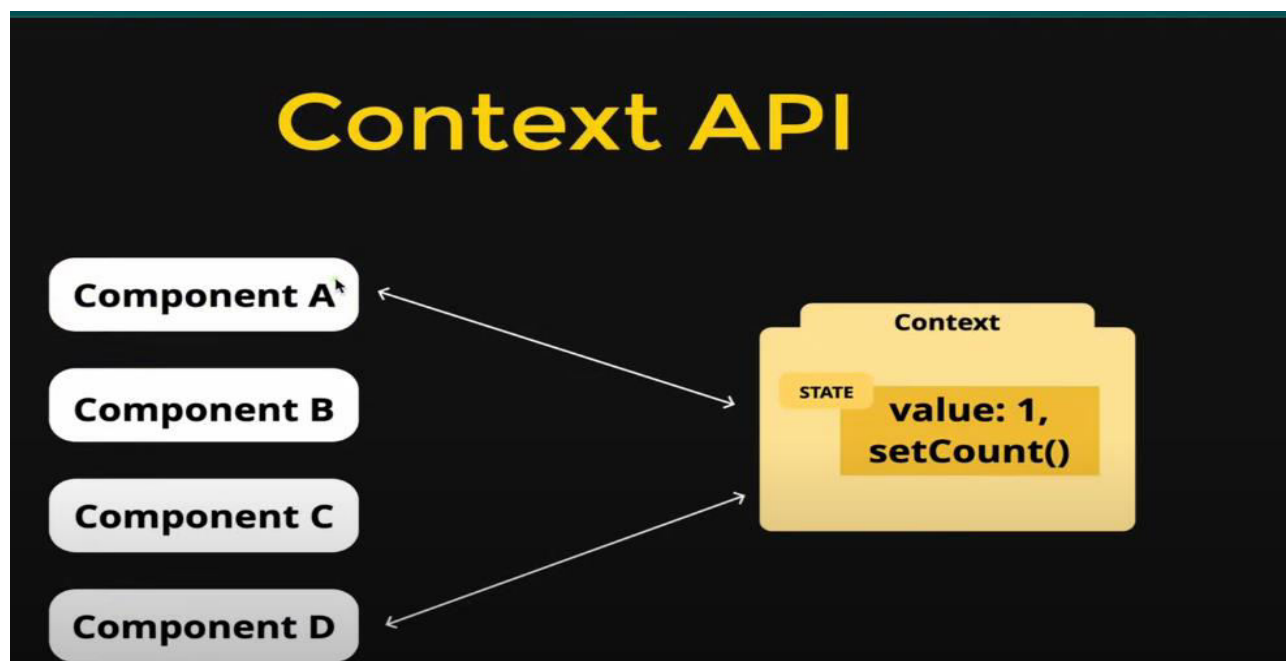 Context API
Component A
Component B
Component C
Component D
Context
STATE
value: 1,
setCount()